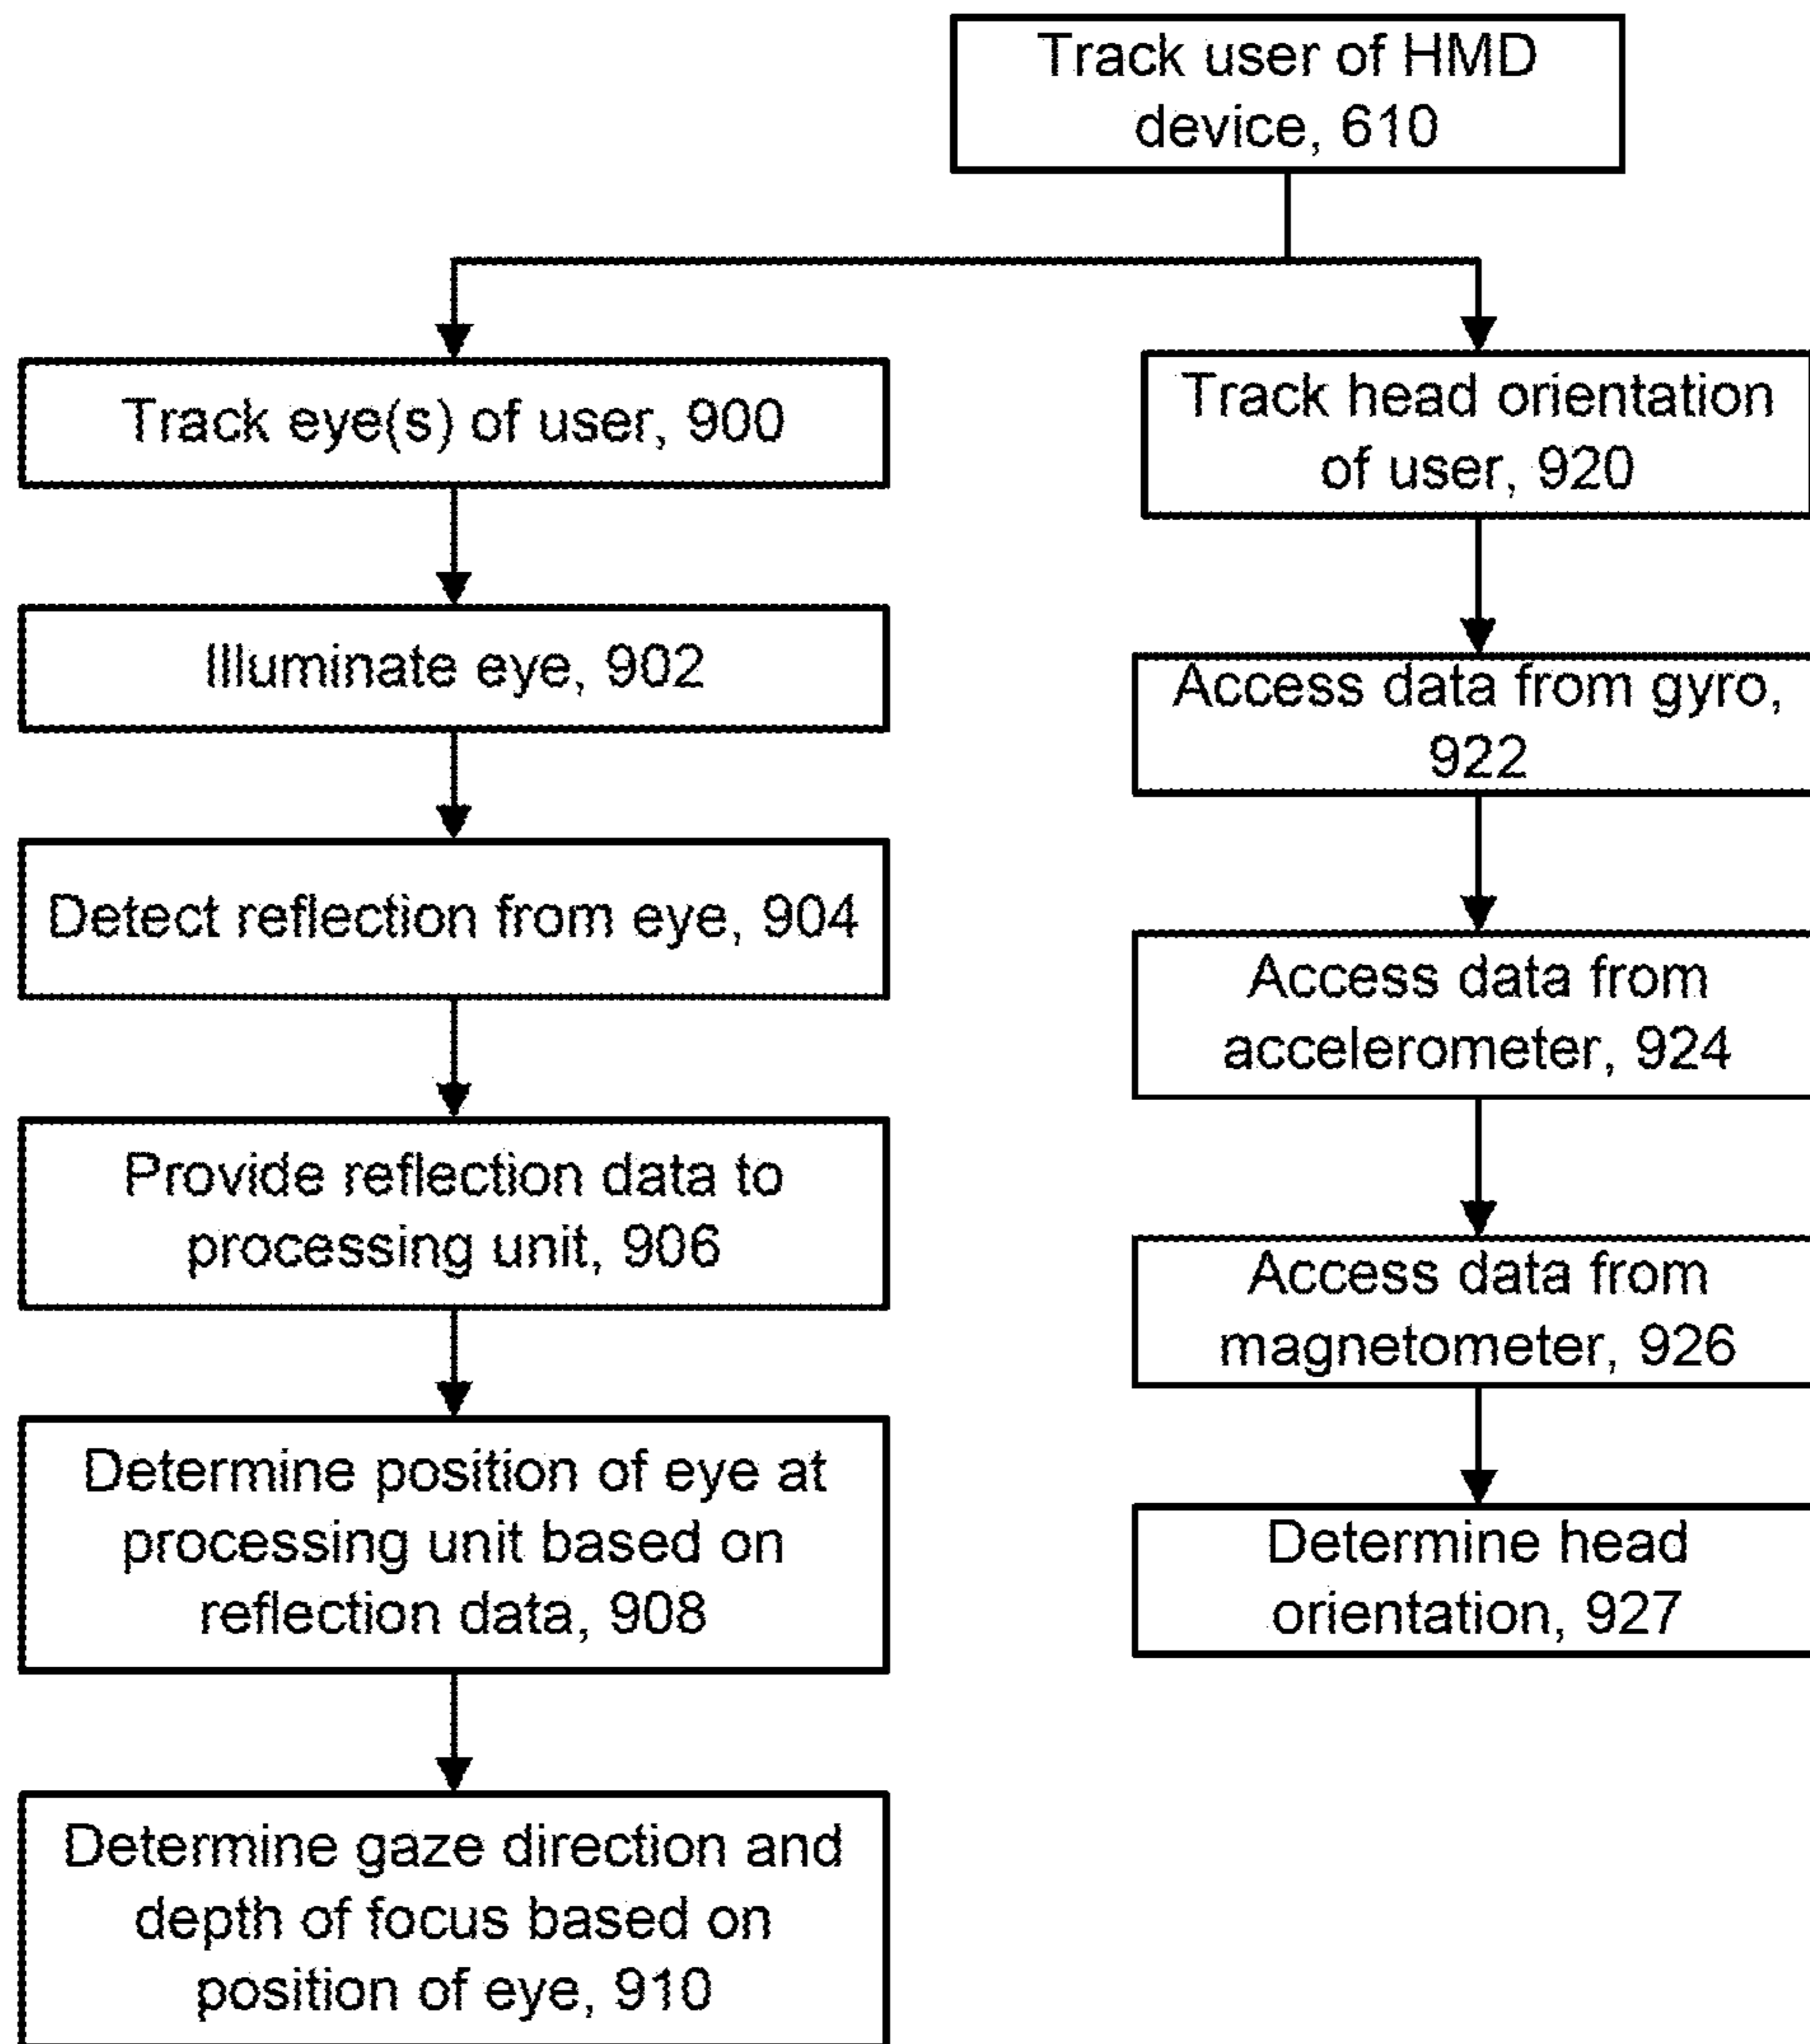 Track user of HMD
device, 610
Track eye(s) of user, 900
Illuminate eye, 902
Detect reflection from eye, 904
Provide reflection data to
processing unit, 906
Determine position of eye at
processing unit based on
reflection data, 908
Determine gaze direction and
depth of focus based on
position of eye, 910
Track head orientation
of user, 920
Access data from gyro,
922
Access data from
accelerometer, 924
Access data from
magnetometer, 926
Determine head
orientation, 927